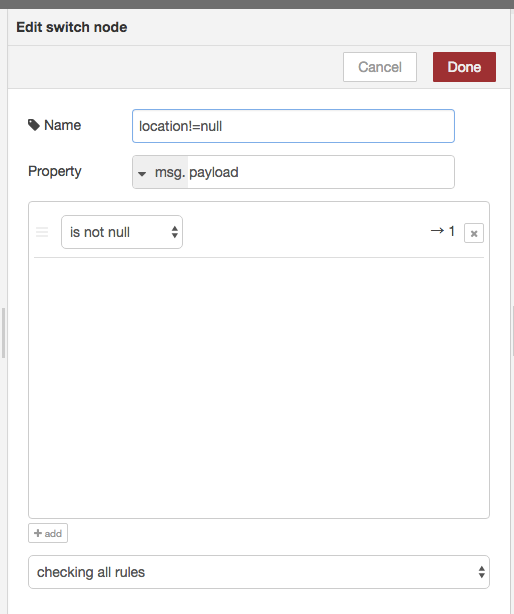 Edit switch node
Cancel Done
Name location!=null
Property msg. payload
is not null → 1 x
+ add
checking all rules